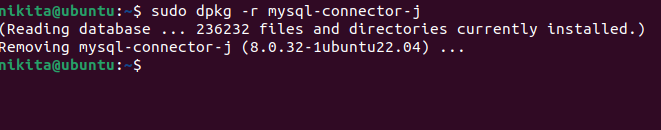 nikita@ubuntu:~$ sudo dpkg -r mysql-connector-j
(Reading database ... 236232 files and directories currently installed.)
Removing mysql-connector-j (8.0.32-1ubuntu22.04) ...
nikita@ubuntu:~$